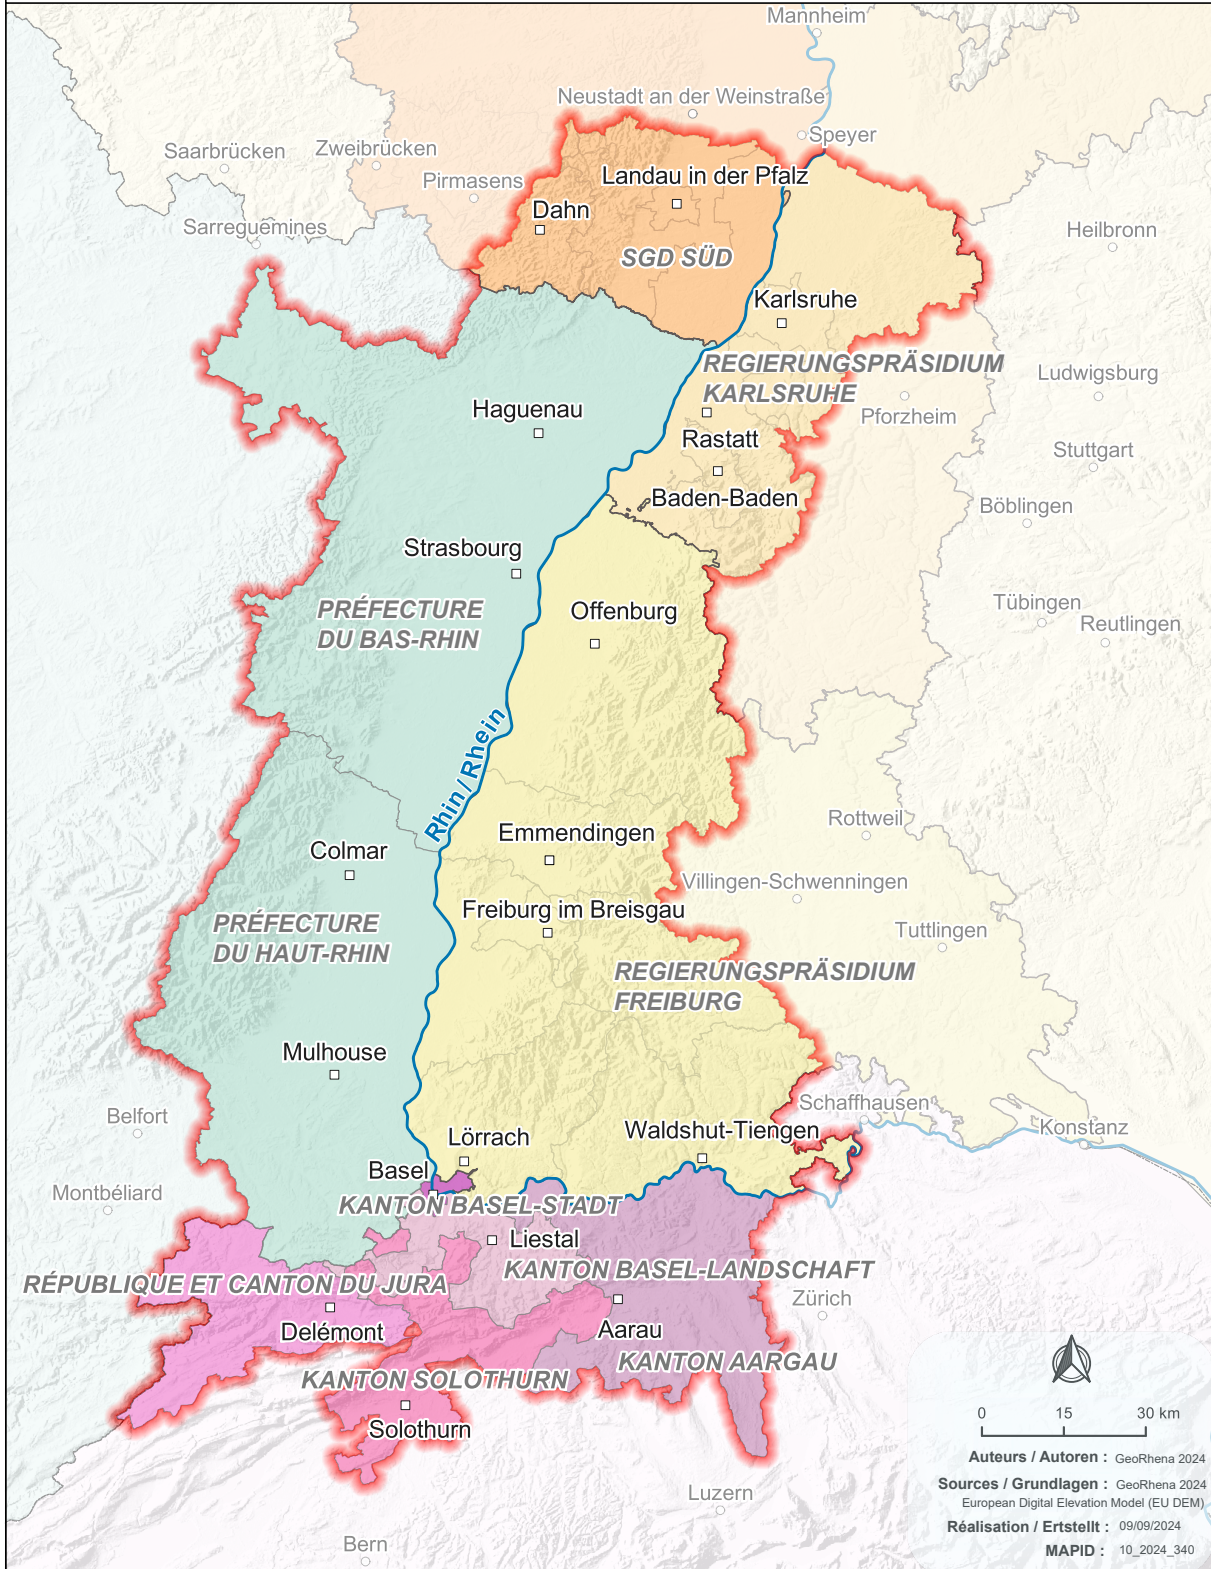 Mannheim
Neustadt an der Weinstraße
Speyer
Saarbrücken
Zweibrücken
Pirmasens
Landau in der Pfalz
Dahn
Sarreguemines
Heilbronn
SGD SÜD
Karlsruhe
REGIERUNGSPRÄSIDIUM
KARLSRUHE
Ludwigsburg
Pforzheim
Haguenau
Rastatt
Stuttgart
Baden-Baden
Böblingen
Strasbourg
PRÉFECTURE
DU BAS-RHIN
Offenburg
Tübingen
Reutlingen
Rhin / Rhein
Rottweil
Emmendingen
Colmar
Villingen-Schwenningen
Freiburg im Breisgau
PRÉFECTURE
DU HAUT-RHIN
Tuttlingen
REGIERUNGSPRÄSIDIUM
FREIBURG
Mulhouse
Belfort
Schaffhausen
Konstanz
Waldshut-Tiengen
Lörrach
Basel
Montbéliard
KANTON BASEL-STADT
Liestal
KANTON BASEL-LANDSCHAFT
RÉPUBLIQUE ET CANTON DU JURA
Zürich
Delémont
Aarau
KANTON AARGAU
KANTON SOLOTHURN
Solothurn
Luzern
Bern
0 15 30 km
Auteurs / Autoren : GeoRhena 2024
Sources / Grundlagen : GeoRhena 2024
European Digital Elevation Model (EU DEM)
Réalisation / Ertstellt : 09/09/2024
MAPID : 10_2024_340